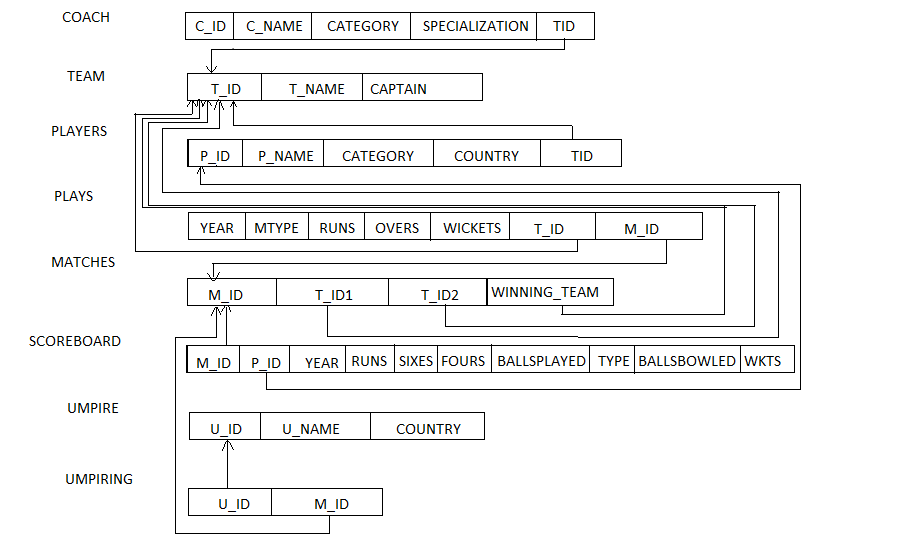 COACH
C_ID C_NAME CATEGORY SPECIALIZATION TID
TEAM
T_ID T_NAME CAPTAIN
PLAYERS
P_ID P_NAME CATEGORY COUNTRY TID
PLAYS
YEAR MTYPE RUNS OVERS WICKETS T_ID M_ID
MATCHES
M_ID T_ID1 T_ID2 WINNING_TEAM
SCOREBOARD
M_ID P_ID YEAR RUNS SIXES FOURS BALLSPLAYED TYPE BALLSBOWLED WKTS
UMPIRE
U_ID U_NAME COUNTRY
UMPIRING
U_ID M_ID